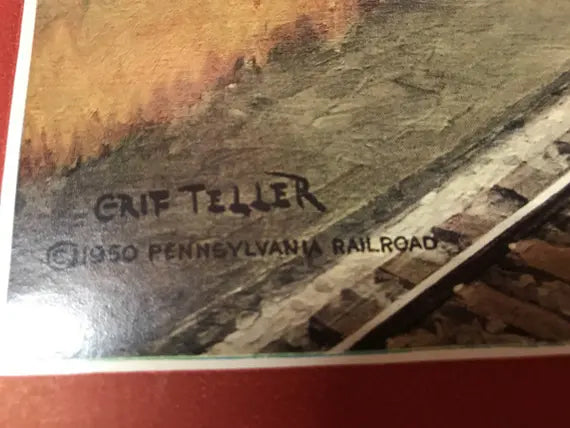 GRIF TELLER
© 1950 PENNSYLVANIA RAILROAD